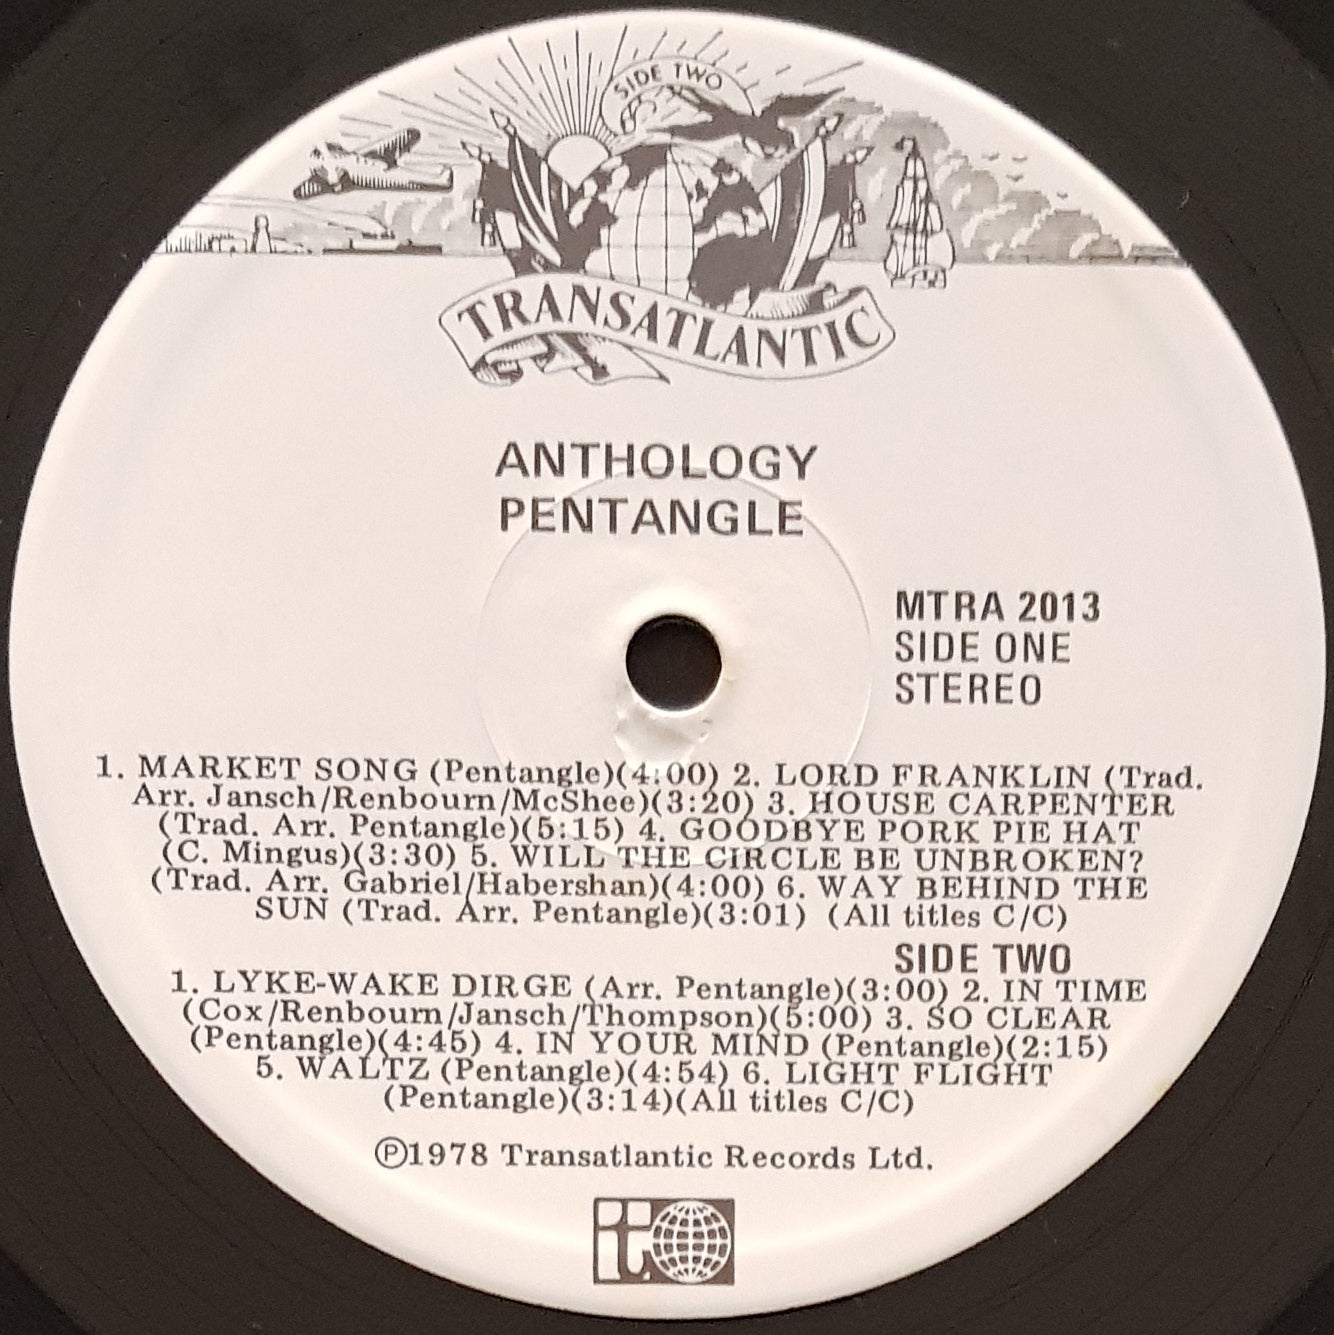 SIDE TWO
TRANSATLANTIC
ANTHOLOGY
PENTANGLE
MTRA 2013
SIDE ONE
STEREO
1. MARKET SONG (Pentangle)(4:00) 2. LORD FRANKLIN (Trad.
Arr. Jansch/Renbourn/McShee)(3:20) 3. HOUSE CARPENTER
(Trad. Arr. Pentangle)(5:15) 4. GOODBYE PORK PIE HAT
(C. Mingus)(3:30) 5. WILL THE CIRCLE BE UNBROKEN?
(Trad. Arr. Gabriel/Habershan)(4:00) 6. WAY BEHIND THE
SUN (Trad. Arr. Pentangle)(3:01) (All titles C/C)
SIDE TWO
1. LYKE-WAKE DIRGE (Arr. Pentangle)(3:00) 2. IN TIME
(Cox/Renbourn/Jansch/Thompson)(5:00) 3. SO CLEAR
(Pentangle)(4:45) 4. IN YOUR MIND (Pentangle)(2:15)
5. WALTZ (Pentangle)(4:54) 6. LIGHT FLIGHT
(Pentangle)(3:14)(All titles C/C)
℗1978 Transatlantic Records Ltd.
t